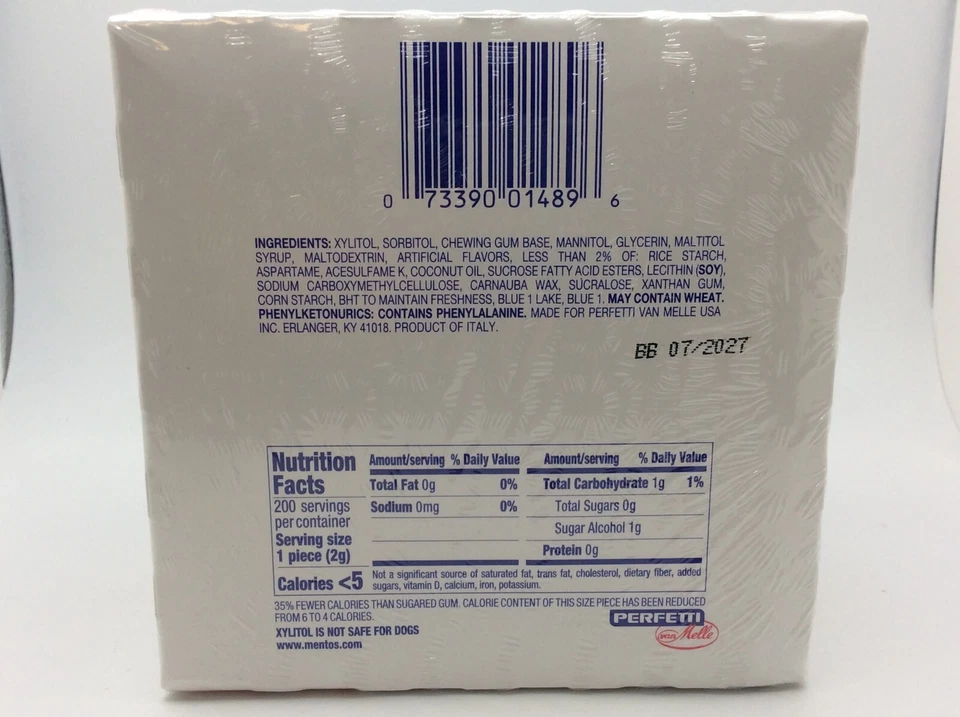 0 73390 01489 6
INGREDIENTS: XYLITOL, SORBITOL, CHEWING GUM BASE, MANNITOL, GLYCERIN, MALTITOL
SYRUP, MALTODEXTRIN, ARTIFICIAL FLAVORS, LESS THAN 2% OF: RICE STARCH,
ASPARTAME, ACESULFAME K, COCONUT OIL, SUCROSE FATTY ACID ESTERS, LECITHIN (SOY),
SODIUM CARBOXYMETHYLCELLULOSE, CARNAUBA WAX, SUCRALOSE, XANTHAN GUM,
CORN STARCH, BHT TO MAINTAIN FRESHNESS, BLUE 1 LAKE, BLUE 1. MAY CONTAIN WHEAT.
PHENYLKETONURICS: CONTAINS PHENYLALANINE. MADE FOR PERFETTI VAN MELLE USA
INC. ERLANGER, KY 41018. PRODUCT OF ITALY.
BB 07/2027
Nutrition
Facts
200 servings
per container
Serving size
1 piece (2g)
Calories <5
Amount/serving % Daily Value
Total Fat 0g 0%
Sodium 0mg 0%
Amount/serving % Daily Value
Total Carbohydrate 1g 1%
Total Sugars 0g
Sugar Alcohol 1g
Protein 0g
Not a significant source of saturated fat, trans fat, cholesterol, dietary fiber, added
sugars, vitamin D, calcium, iron, potassium.
35% FEWER CALORIES THAN SUGARED GUM. CALORIE CONTENT OF THIS SIZE PIECE HAS BEEN REDUCED
FROM 6 TO 4 CALORIES.
XYLITOL IS NOT SAFE FOR DOGS
www.mentos.com
PERFETTI
van Melle